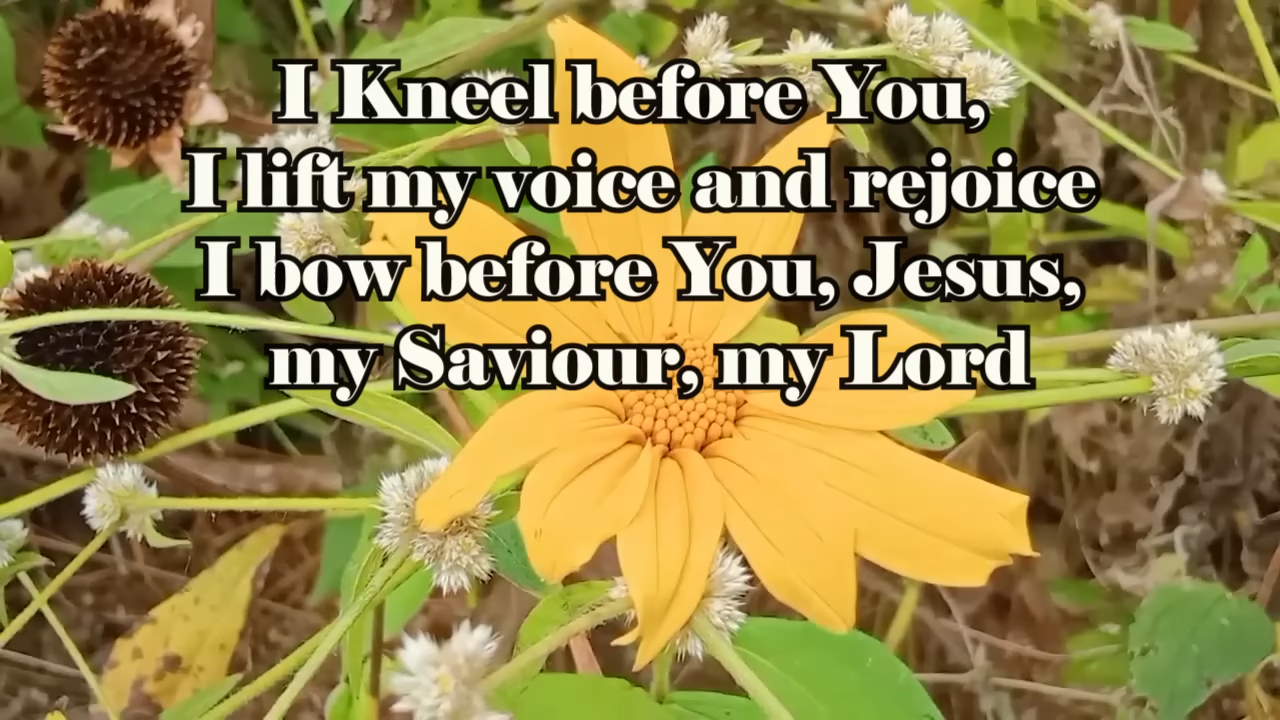 I Kneel before You,
I lift my voice and rejoice
I bow before You, Jesus,
my Saviour, my Lord